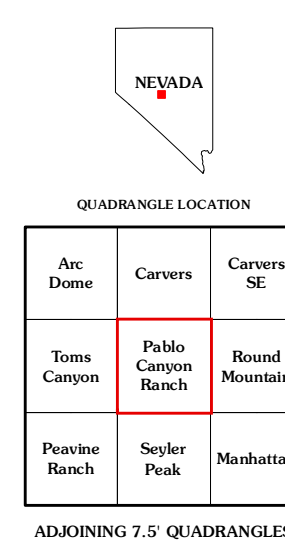 NEVADA
QUADRANGLE LOCATION
Arc
Dome
Carvers
Carvers
SE
Toms
Canyon
Pablo
Canyon
Ranch
Round
Mountain
Peavine
Ranch
Seyler
Peak
Manhatta
ADJOINING 7.5' QUADRANGLES